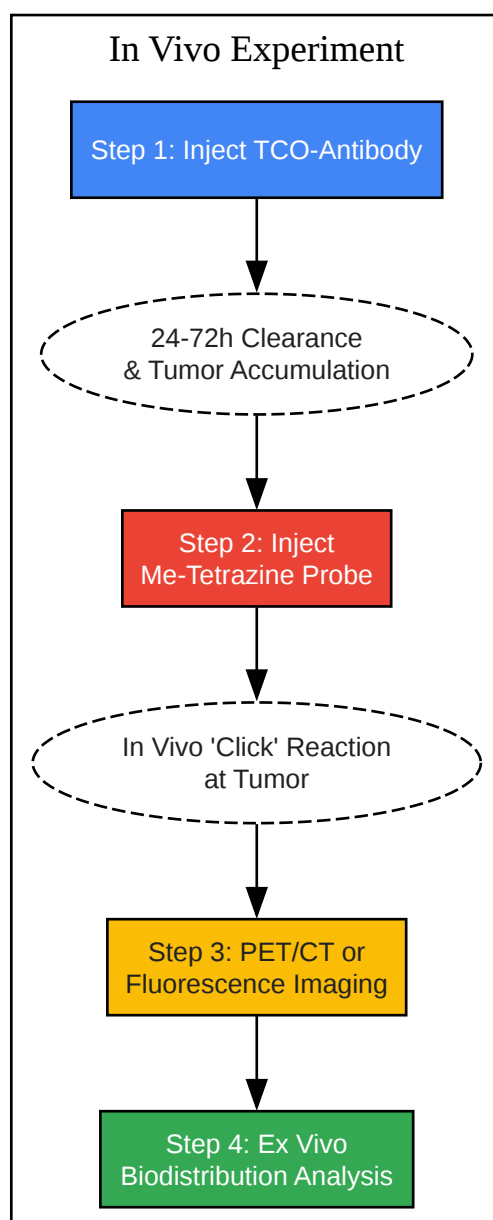 In Vivo Experiment
Step 1: Inject TCO-Antibody
24-72h Clearance
& Tumor Accumulation
Step 2: Inject
Me-Tetrazine Probe
In Vivo 'Click' Reaction
at Tumor
Step 3: PET/CT or
Fluorescence Imaging
Step 4: Ex Vivo
Biodistribution Analysis